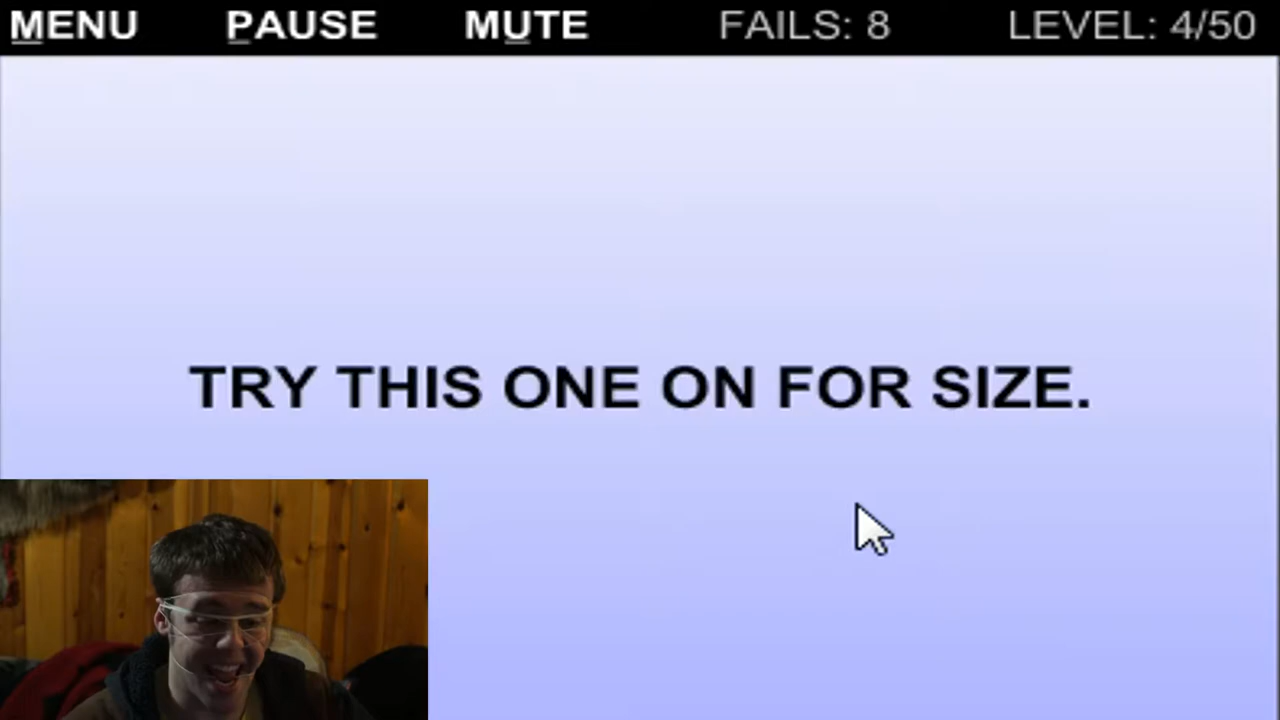 MENU PAUSE MUTE FAILS: 8 LEVEL: 4/50
TRY THIS ONE ON FOR SIZE.